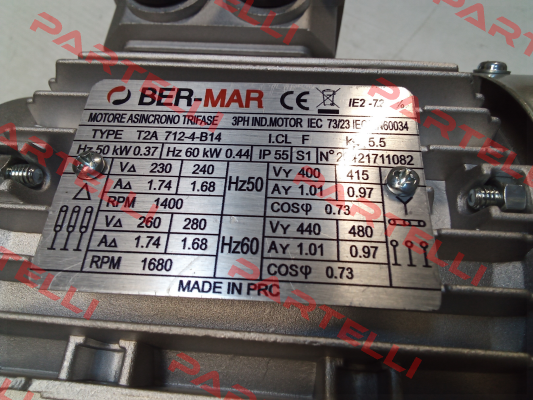 BER-MAR CE IE2 -72 %
MOTORE ASINCRONO TRIFASE 3PH IND.MOTOR IEC 73/23 IEC 60034
TYPE T2A 712-4-B14 I.CL F 5.5
Hz 50 kW 0.37 Hz 60 kW 0.44 IP 55 S1 N° 21711082
V∆ 230 240 Hz50 VY 400 415
A∆ 1.74 1.68 AY 1.01 0.97
RPM 1400 COSφ 0.73
V∆ 260 280 Hz60 VY 440 480
A∆ 1.74 1.68 AY 1.01 0.97
RPM 1680 COSφ 0.73
MADE IN PRC
PARTELLI